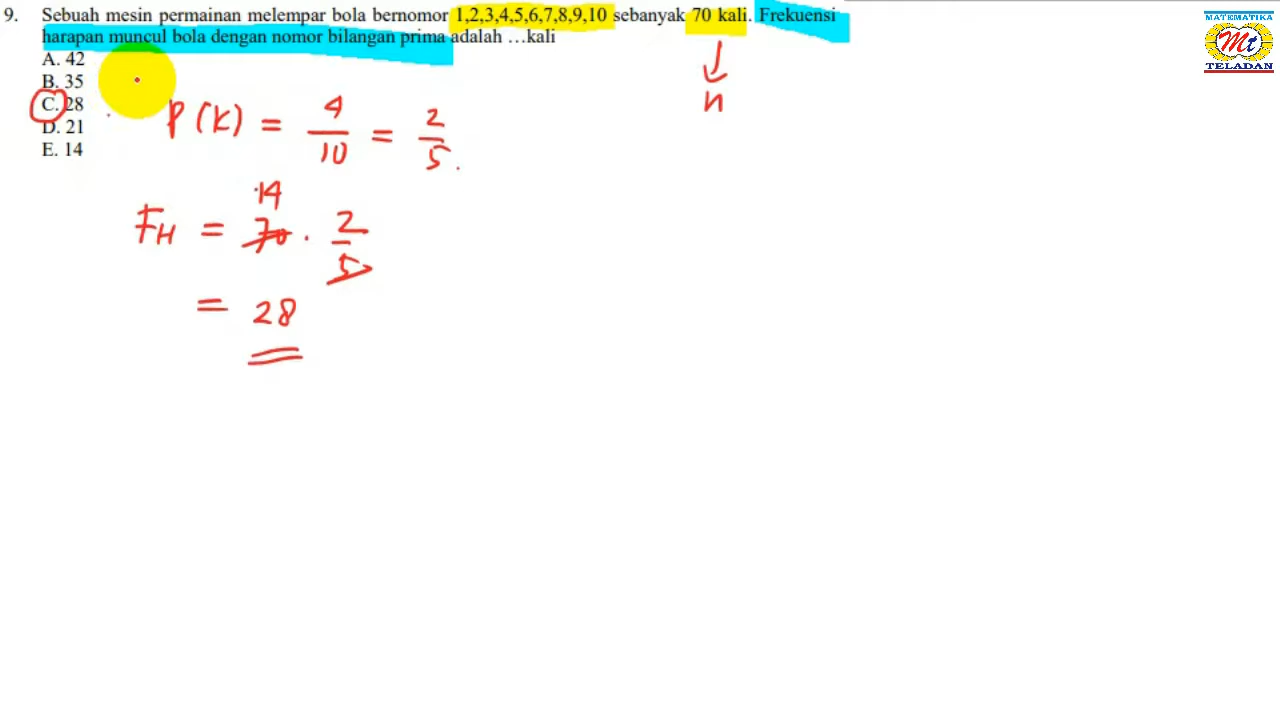 9. Sebuah mesin permainan melempar bola bernomor 1,2,3,4,5,6,7,8,9,10 sebanyak 70 kali. Frekuensi
harapan muncul bola dengan nomor bilangan prima adalah …kali
A. 42
B. 35
C. 28
D. 21
E. 14
n
P(K) = 4/10 = 2/5.
14
FH = 70 . 2/5
= 28
MATEMATIKA
Mt
TELADAN